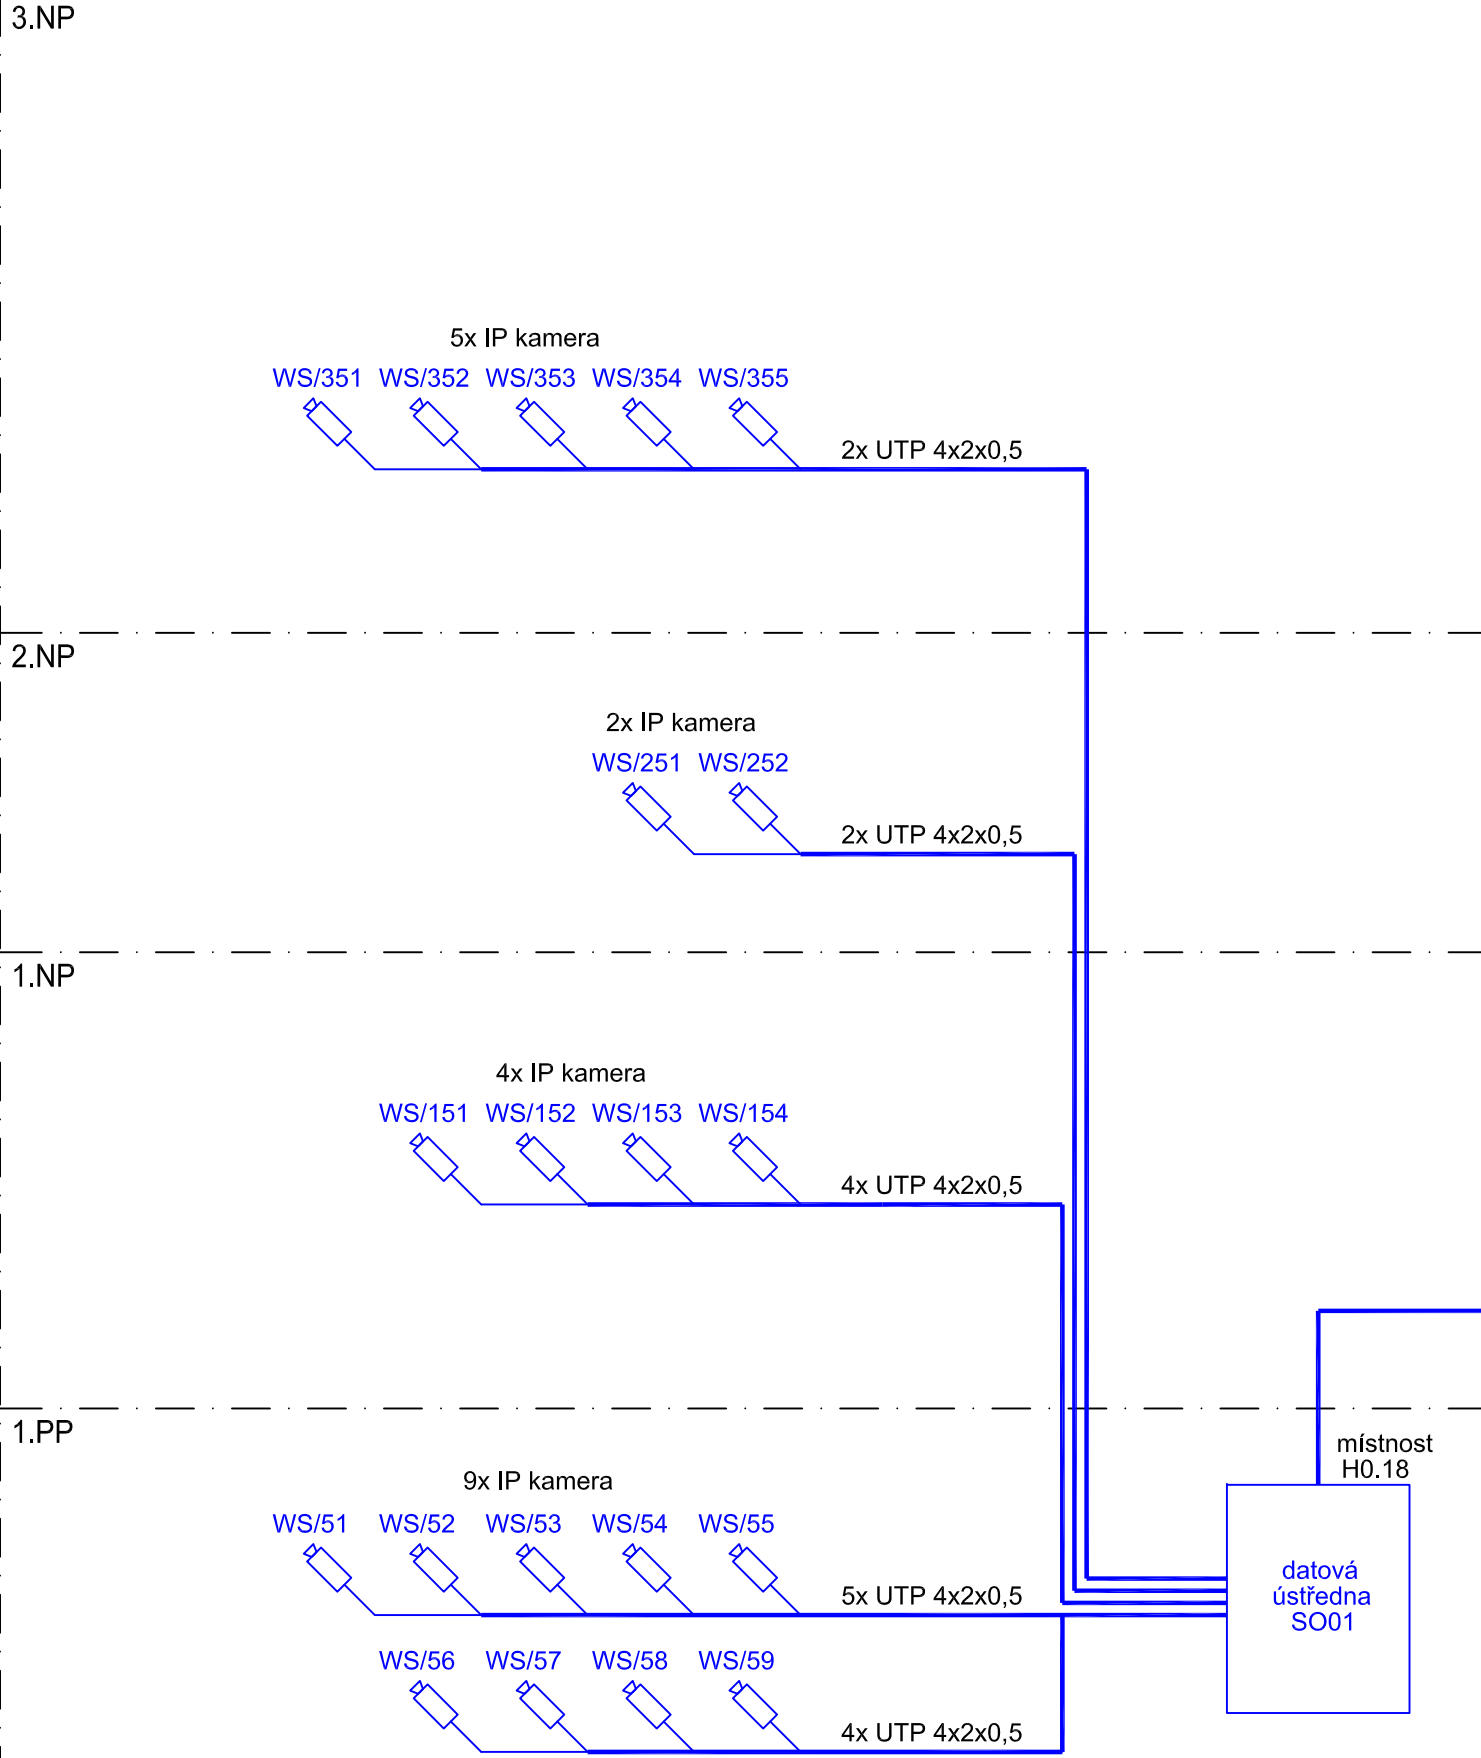 3.NP
5x IP kamera
WS/351 WS/352 WS/353 WS/354 WS/355
2x UTP 4x2x0,5
2.NP
2x IP kamera
WS/251 WS/252
2x UTP 4x2x0,5
1.NP
4x IP kamera
WS/151 WS/152 WS/153 WS/154
4x UTP 4x2x0,5
1.PP
místnost
H0.18
9x IP kamera
WS/51 WS/52 WS/53 WS/54 WS/55
5x UTP 4x2x0,5
datová
ústředna
SO01
WS/56 WS/57 WS/58 WS/59
4x UTP 4x2x0,5